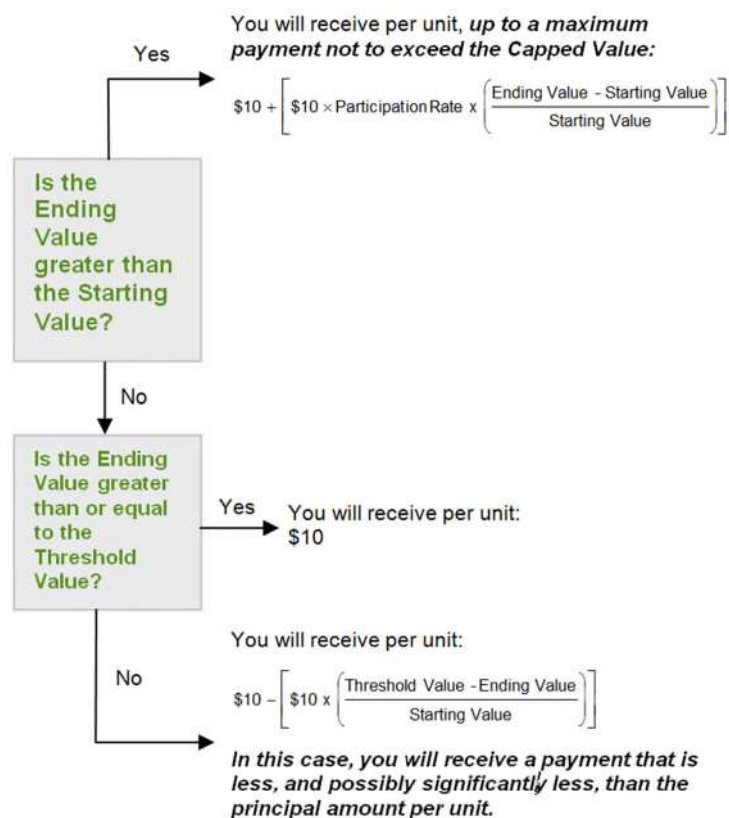 You will receive per unit, up to a maximum
payment not to exceed the Capped Value:
Yes
$10 + [ $10 × Participation Rate x ( Ending Value - Starting Value
Starting Value ) ]
Is the
Ending
Value
greater than
the Starting
Value?
No
Is the Ending
Value greater
than or equal
to the
Threshold
Value?
Yes
You will receive per unit:
$10
No
You will receive per unit:
$10 – [ $10 x ( Threshold Value - Ending Value
Starting Value ) ]
In this case, you will receive a payment that is
less, and possibly significantly less, than the
principal amount per unit.